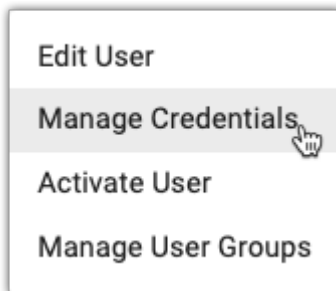 Edit User
Manage Credentials
Activate User
Manage User Groups